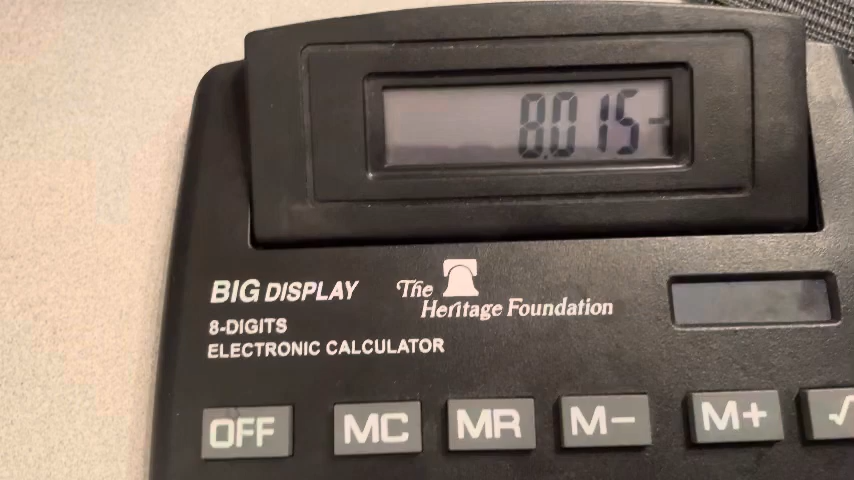 8.015-
BIG DISPLAY
The
Heritage Foundation
8-DIGITS
ELECTRONIC CALCULATOR
OFF MC MR M- M+ √